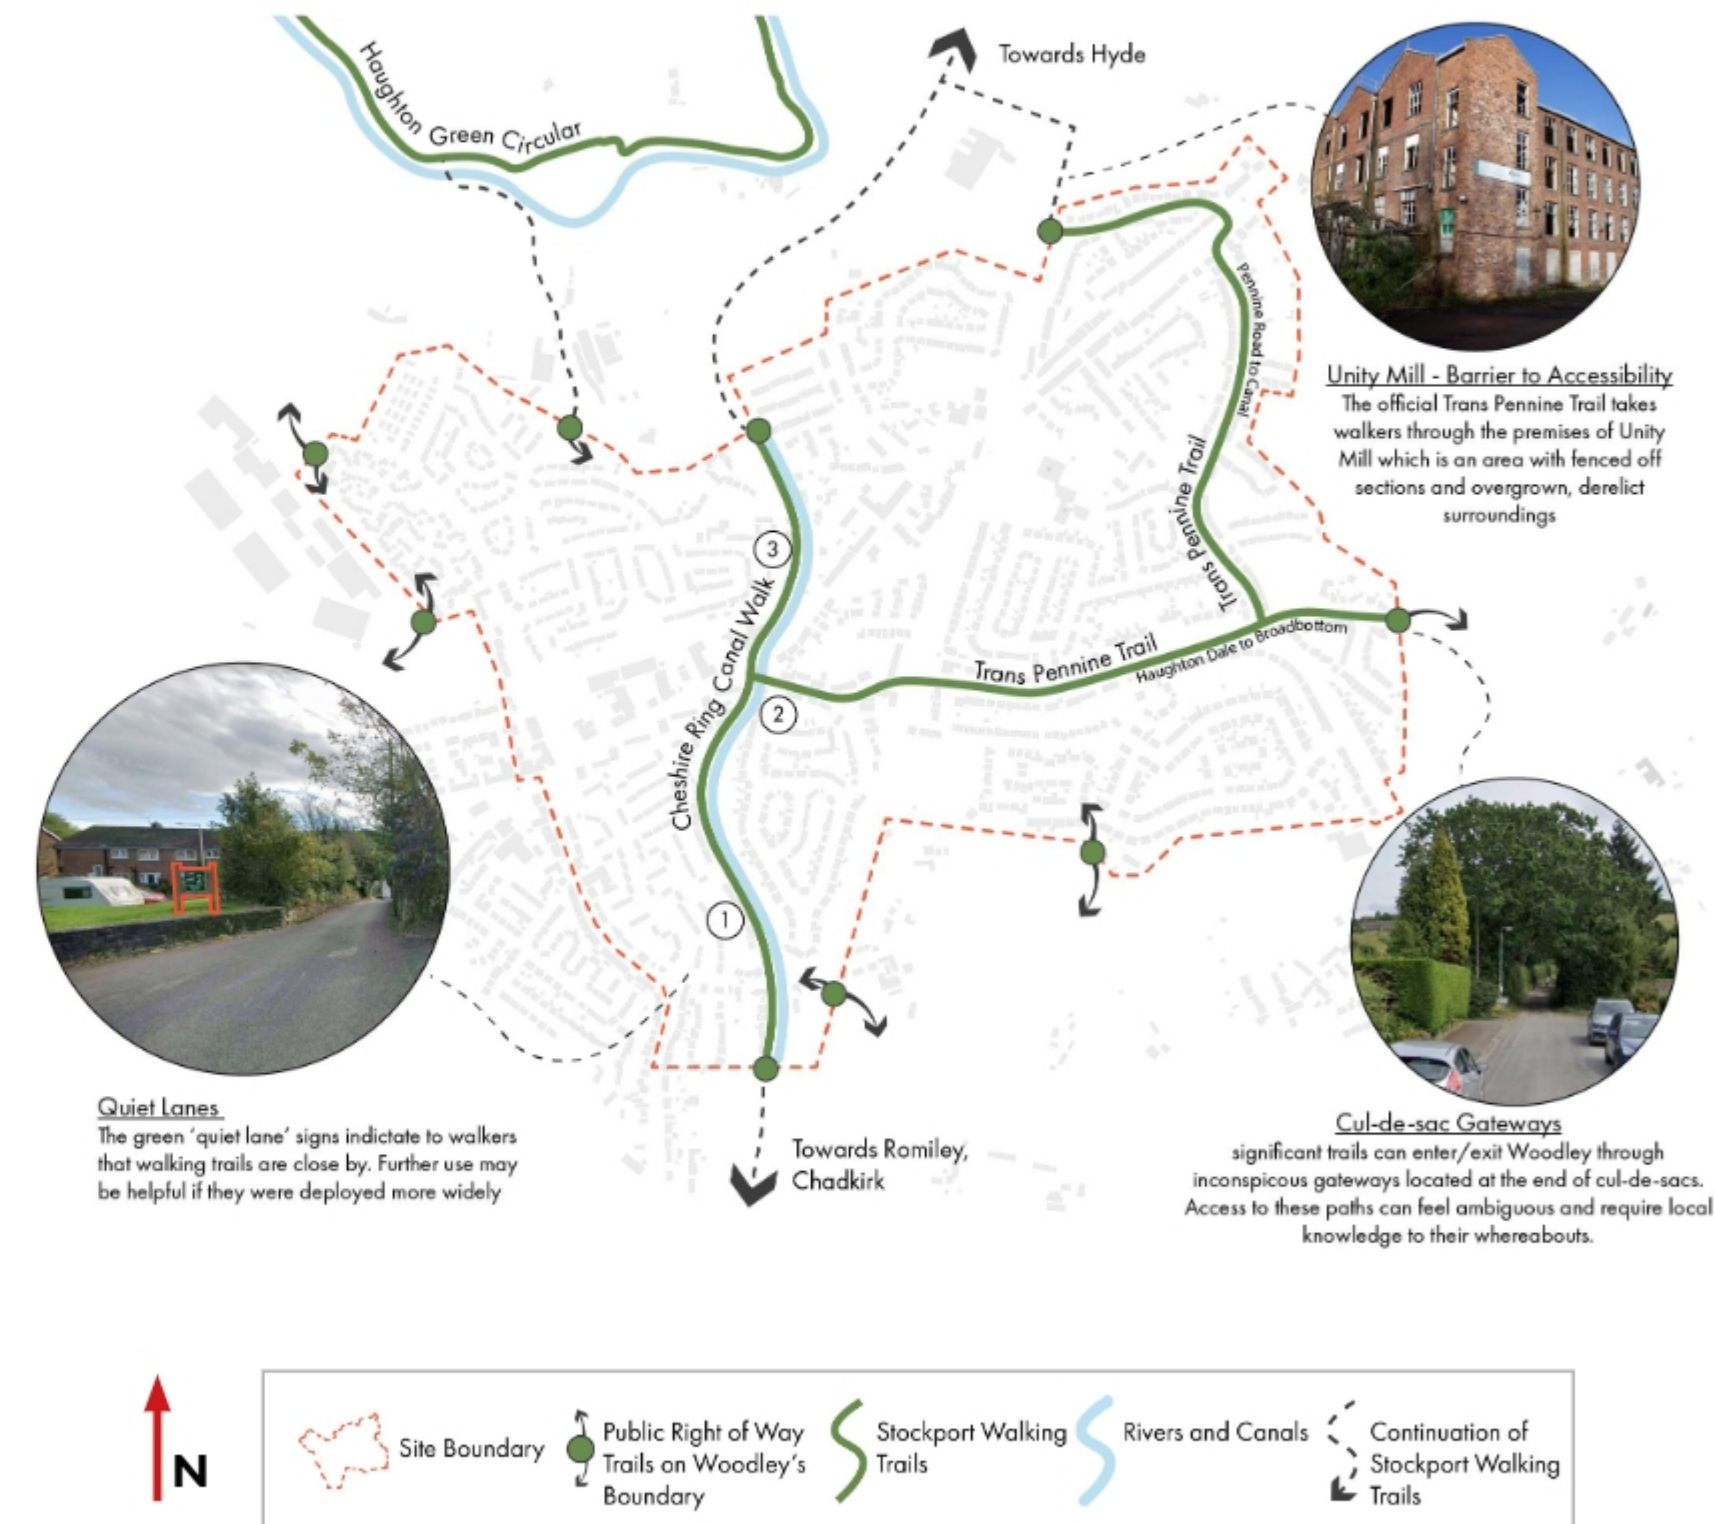 Towards Hyde
Haughton Green Circular
Unity Mill - Barrier to Accessibility
The official Trans Pennine Trail takes
walkers through the premises of Unity
Mill which is an area with fenced off
sections and overgrown, derelict
surroundings
Pennine Road to Canal
Trans Pennine Trail
3
Cheshire Ring Canal Walk
Trans Pennine Trail
Haughton Dale to Broadbottom
2
1
Quiet Lanes
The green 'quiet lane' signs indictate to walkers
that walking trails are close by. Further use may
be helpful if they were deployed more widely
Towards Romiley,
Chadkirk
Cul-de-sac Gateways
significant trails can enter/exit Woodley through
inconspicous gateways located at the end of cul-de-sacs.
Access to these paths can feel ambiguous and require local
knowledge to their whereabouts.
N
Site Boundary
Public Right of Way
Trails on Woodley's
Boundary
Stockport Walking
Trails
Rivers and Canals
Continuation of
Stockport Walking
Trails